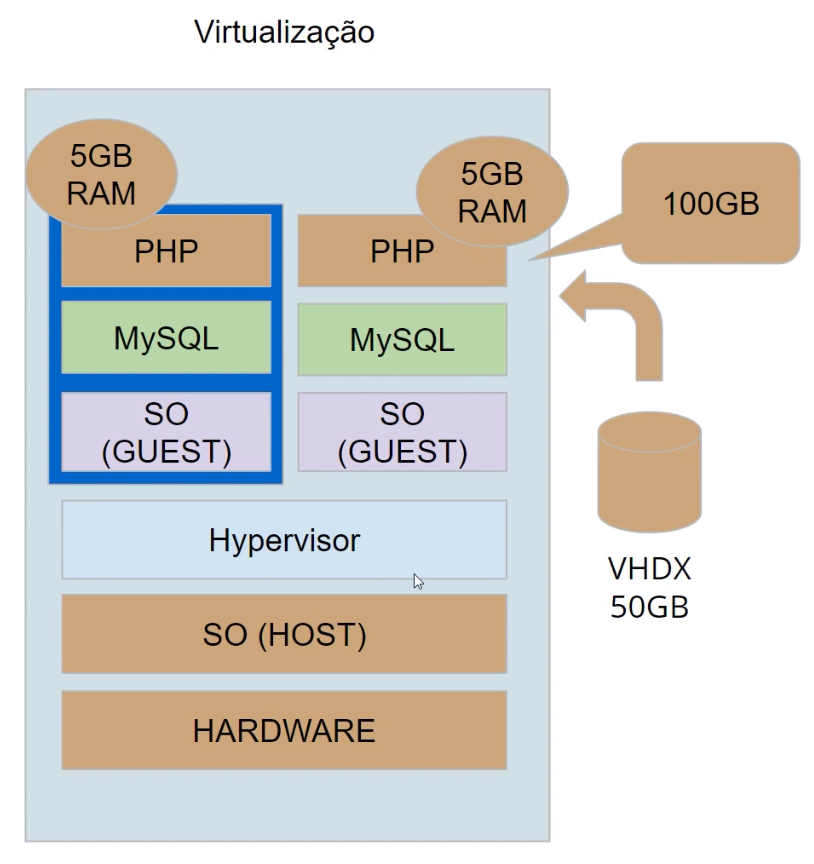 Virtualização
5GB
RAM
5GB
RAM
100GB
PHP
PHP
MySQL
MySQL
SO
(GUEST)
SO
(GUEST)
Hypervisor
VHDX
50GB
SO (HOST)
HARDWARE